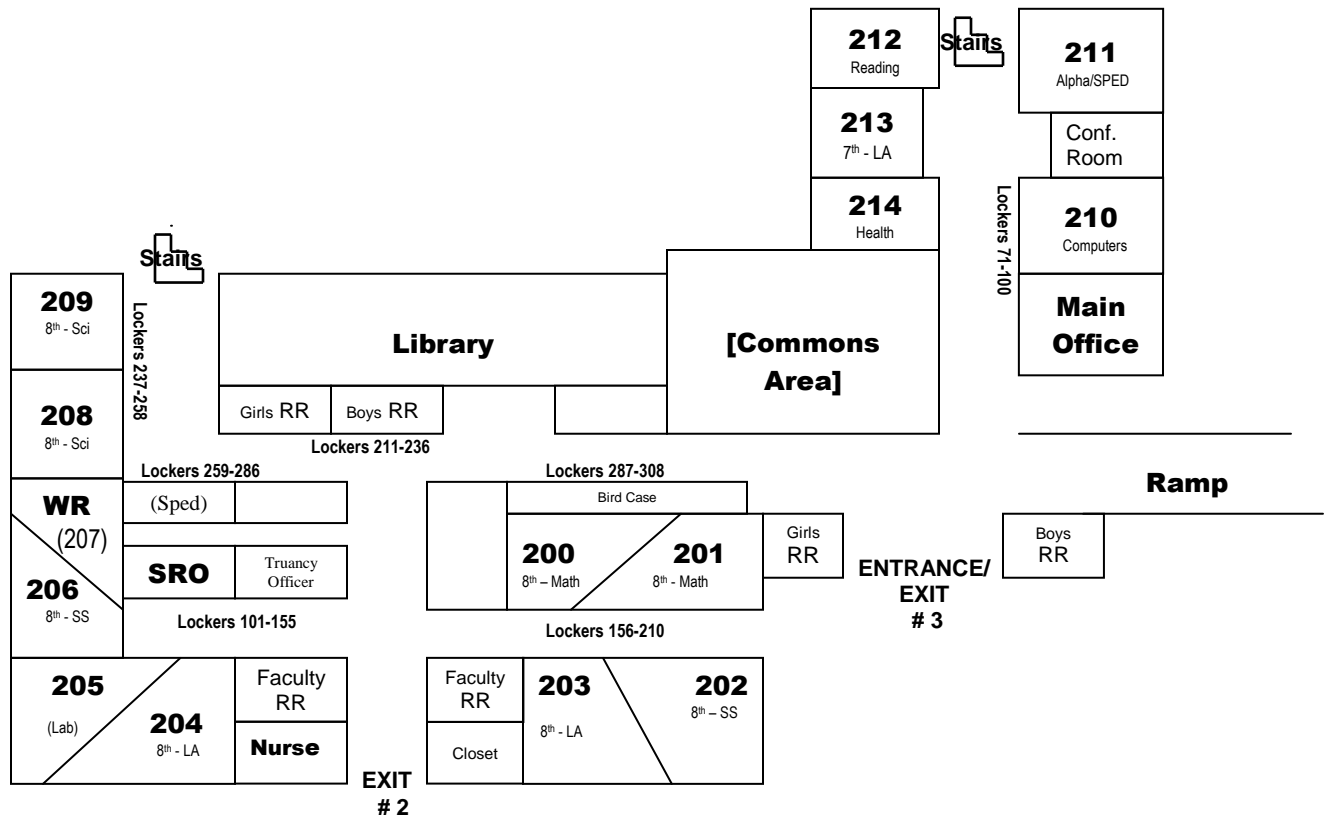 212
Reading
Stairs
211
Alpha/SPED
213
7th - LA
Conf.
Room
214
Health
Lockers 71-100
210
Computers
Stairs
209
8th - Sci
Lockers 237-258
Library
[Commons
Area]
Main
Office
208
8th - Sci
Girls RR
Boys RR
Lockers 211-236
Lockers 259-286
Lockers 287-308
WR
(207)
(Sped)
Bird Case
Ramp
206
8th - SS
SRO
Truancy
Officer
200
8th – Math
201
8th - Math
Girls
RR
ENTRANCE/
EXIT
# 3
Boys
RR
Lockers 101-155
Lockers 156-210
205
(Lab)
204
8th - LA
Faculty
RR
Nurse
Faculty
RR
Closet
203
8th - LA
202
8th – SS
EXIT
# 2